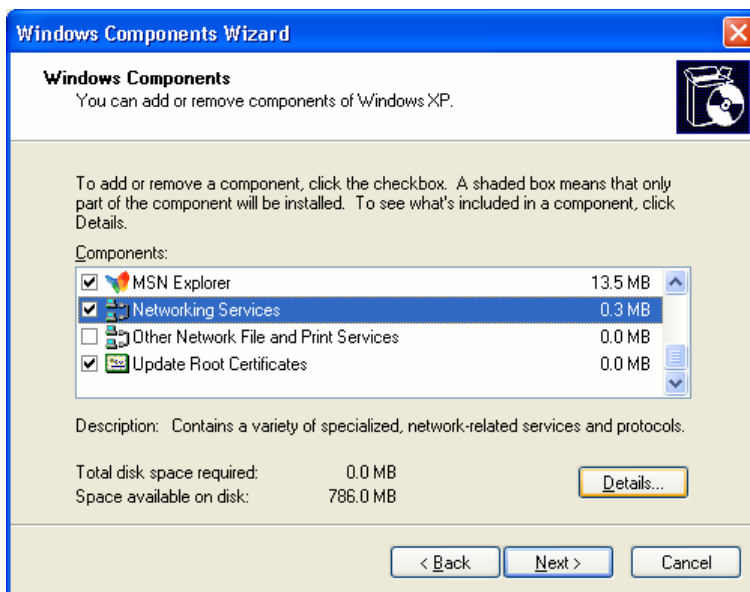 Windows Components Wizard
Windows Components
You can add or remove components of Windows XP.
To add or remove a component, click the checkbox. A shaded box means that only
part of the component will be installed. To see what's included in a component, click
Details.
Components:
MSN Explorer 13.5 MB
Networking Services 0.3 MB
Other Network File and Print Services 0.0 MB
Update Root Certificates 0.0 MB
Description: Contains a variety of specialized, network-related services and protocols.
Total disk space required: 0.0 MB
Space available on disk: 786.0 MB
Details...
< Back Next > Cancel